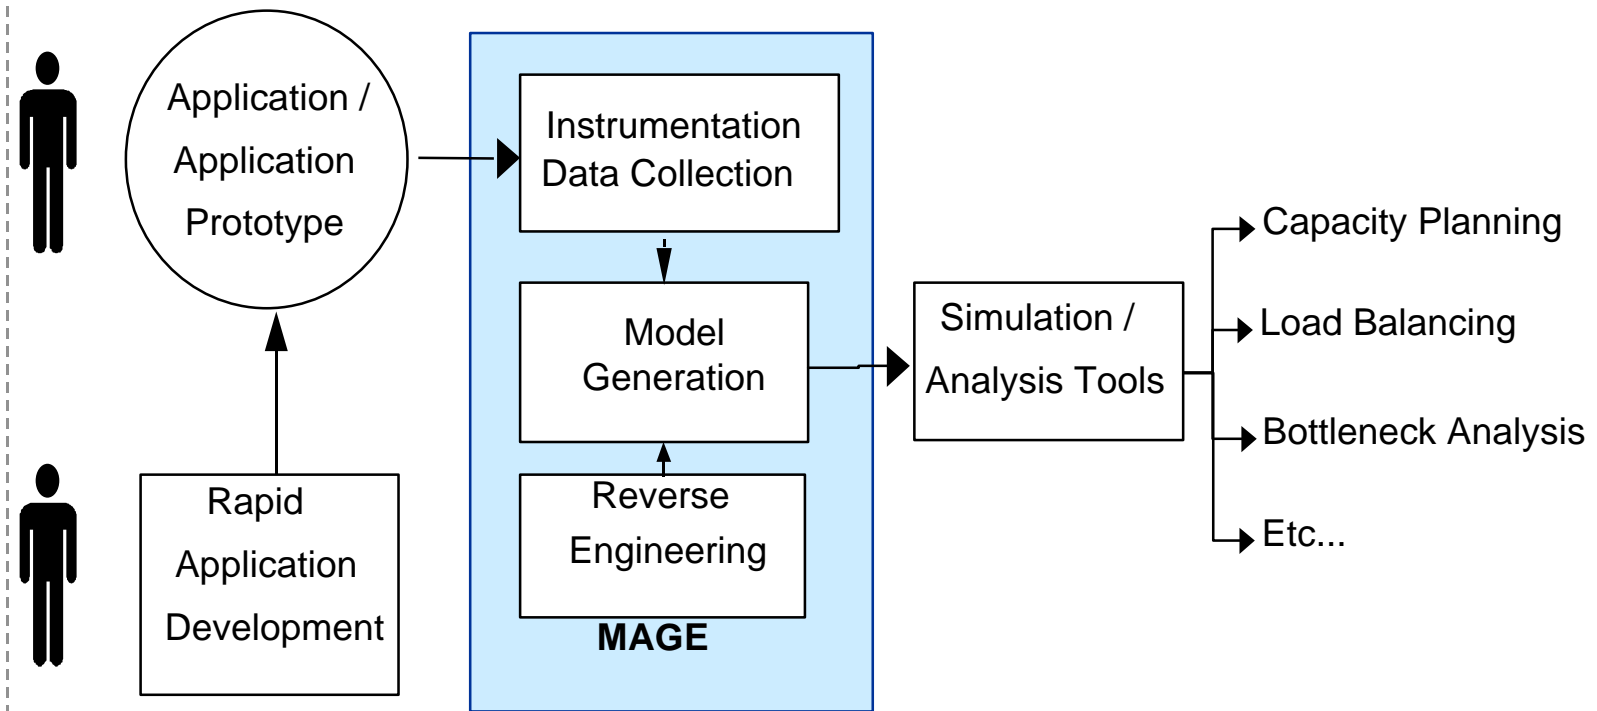 Application /
Application
Prototype
Rapid
Application
Development
Instrumentation
Data Collection
Model
Generation
Reverse
Engineering
MAGE
Simulation /
Analysis Tools
Capacity Planning
Load Balancing
Bottleneck Analysis
Etc...